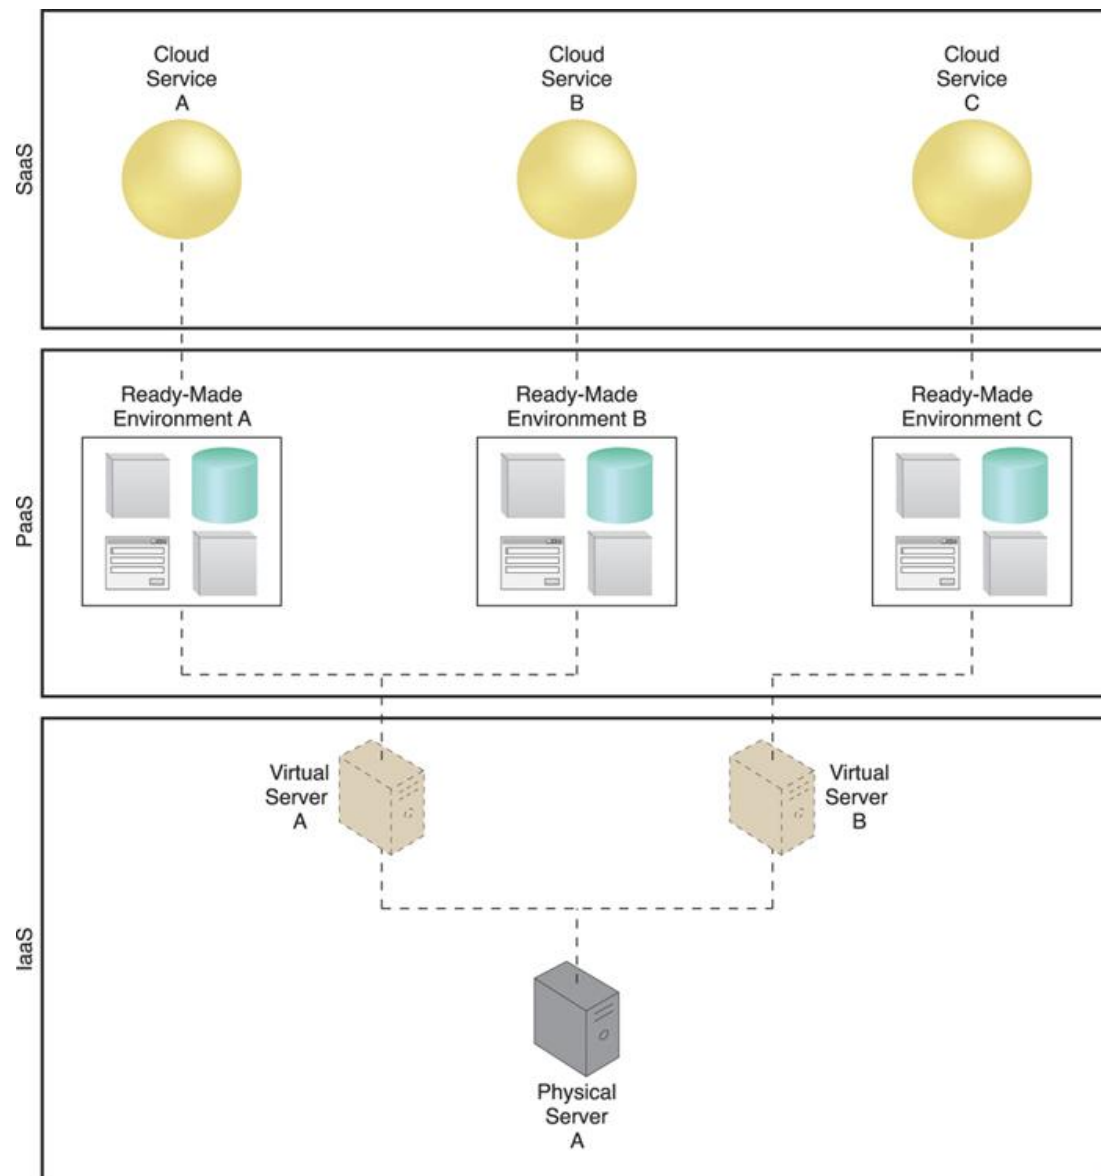 SaaS
Cloud
Service
A
Cloud
Service
B
Cloud
Service
C
PaaS
Ready-Made
Environment A
Ready-Made
Environment B
Ready-Made
Environment C
IaaS
Virtual
Server
A
Virtual
Server
B
Physical
Server
A